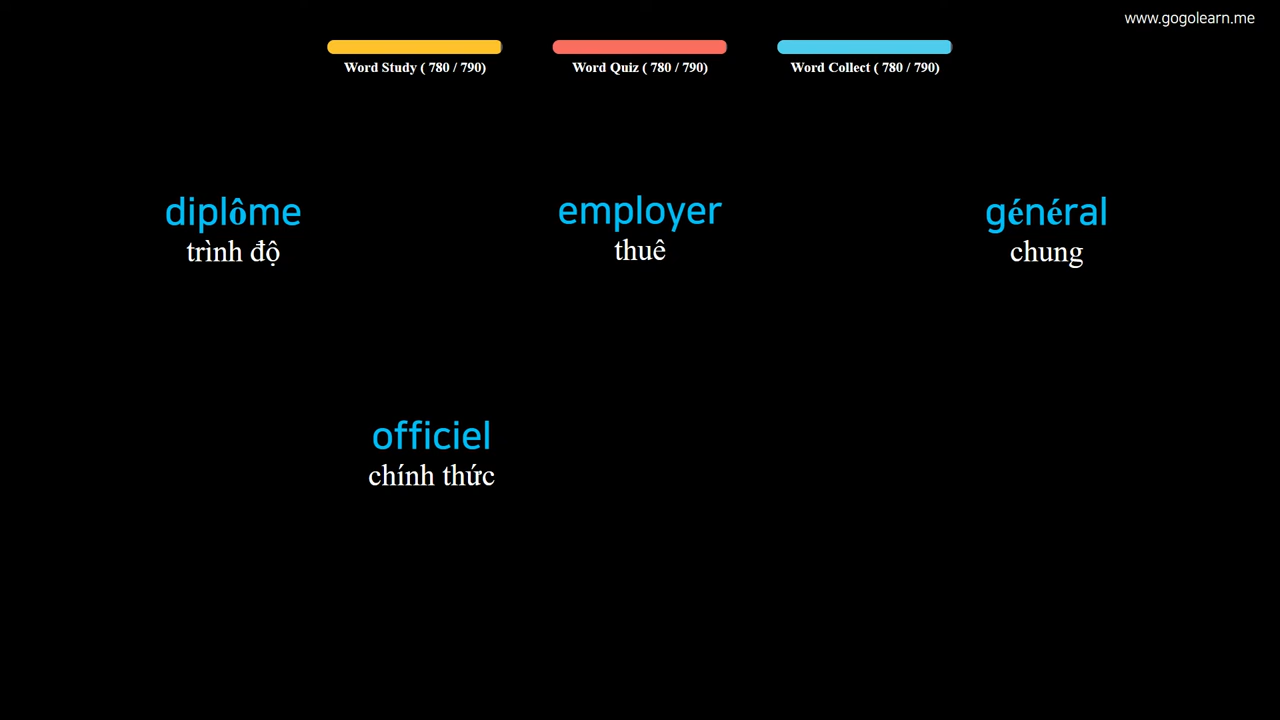 www.gogolearn.me
Word Study ( 780 / 790)
Word Quiz ( 780 / 790)
Word Collect ( 780 / 790)
diplôme
trình độ
employer
thuê
général
chung
officiel
chính thức